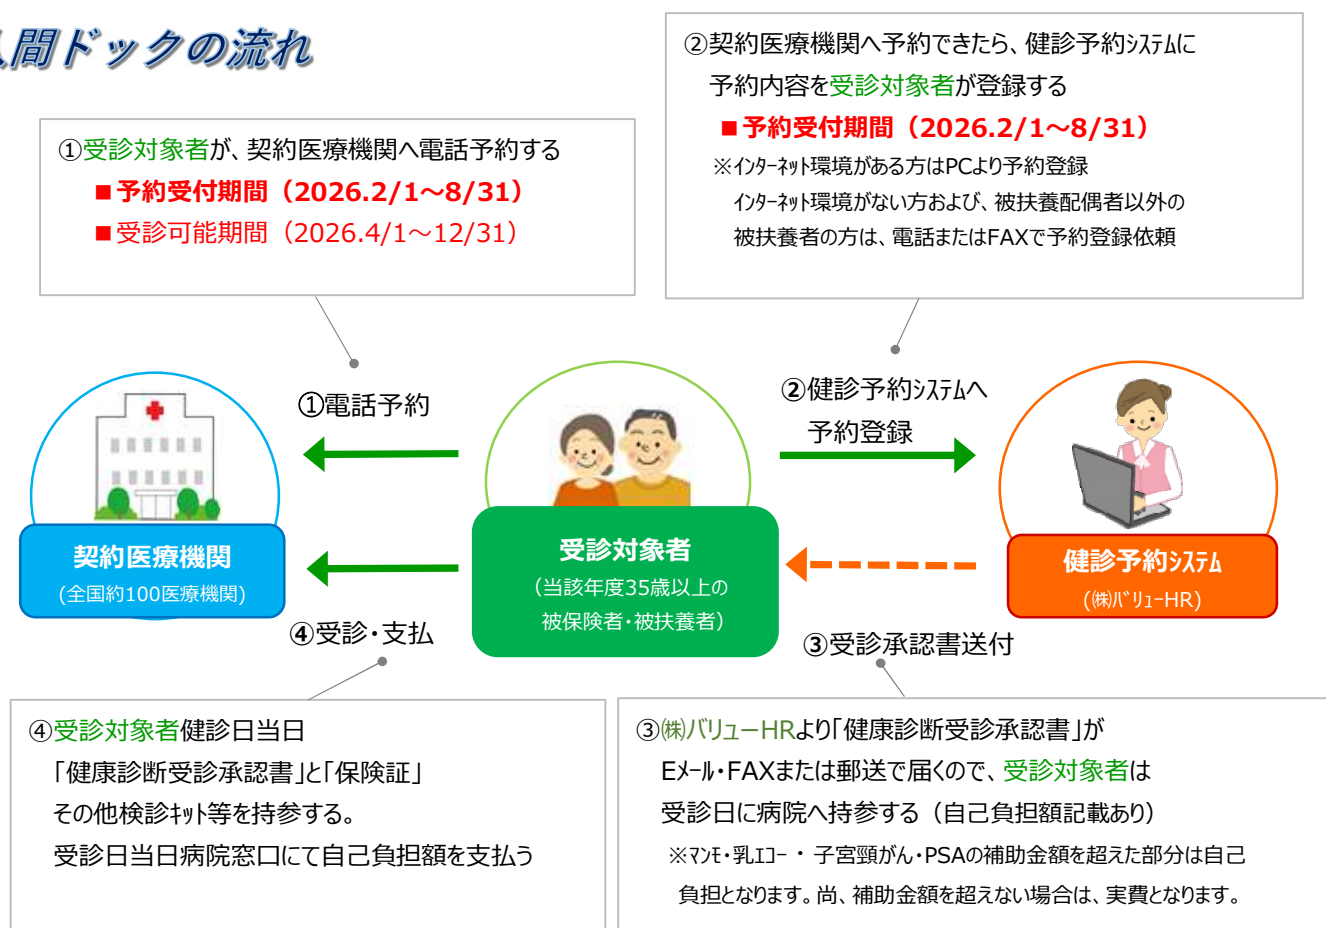 人間ドックの流れ
①受診対象者が、契約医療機関へ電話予約する
■予約受付期間（2026.2/1～8/31）
■受診可能期間（2026.4/1～12/31）
②契約医療機関へ予約できたら、健診予約ｼｽﾃﾑに
予約内容を受診対象者が登録する
■予約受付期間（2026.2/1～8/31）
※ｲﾝﾀｰﾈｯﾄ環境がある方はPCより予約登録
ｲﾝﾀｰﾈｯﾄ環境がない方および、被扶養配偶者以外の
被扶養者の方は、電話またはFAXで予約登録依頼
①電話予約
②健診予約ｼｽﾃﾑへ
予約登録
契約医療機関
(全国約100医療機関)
受診対象者
（当該年度35歳以上の
被保険者・被扶養者）
健診予約ｼｽﾃﾑ
(㈱ﾊﾞﾘｭｰHR)
④受診・支払
③受診承認書送付
④受診対象者健診日当日
「健康診断受診承認書」と「保険証」
その他検診ｷｯﾄ等を持参する。
受診日当日病院窓口にて自己負担額を支払う
③㈱バリューHRより「健康診断受診承認書」が
Eﾒｰﾙ・FAXまたは郵送で届くので、受診対象者は
受診日に病院へ持参する（自己負担額記載あり）
※ﾏﾝﾓ・乳ｴｺｰ ・ 子宮頸がん・PSAの補助金額を超えた部分は自己
負担となります。尚、補助金額を超えない場合は、実費となります。